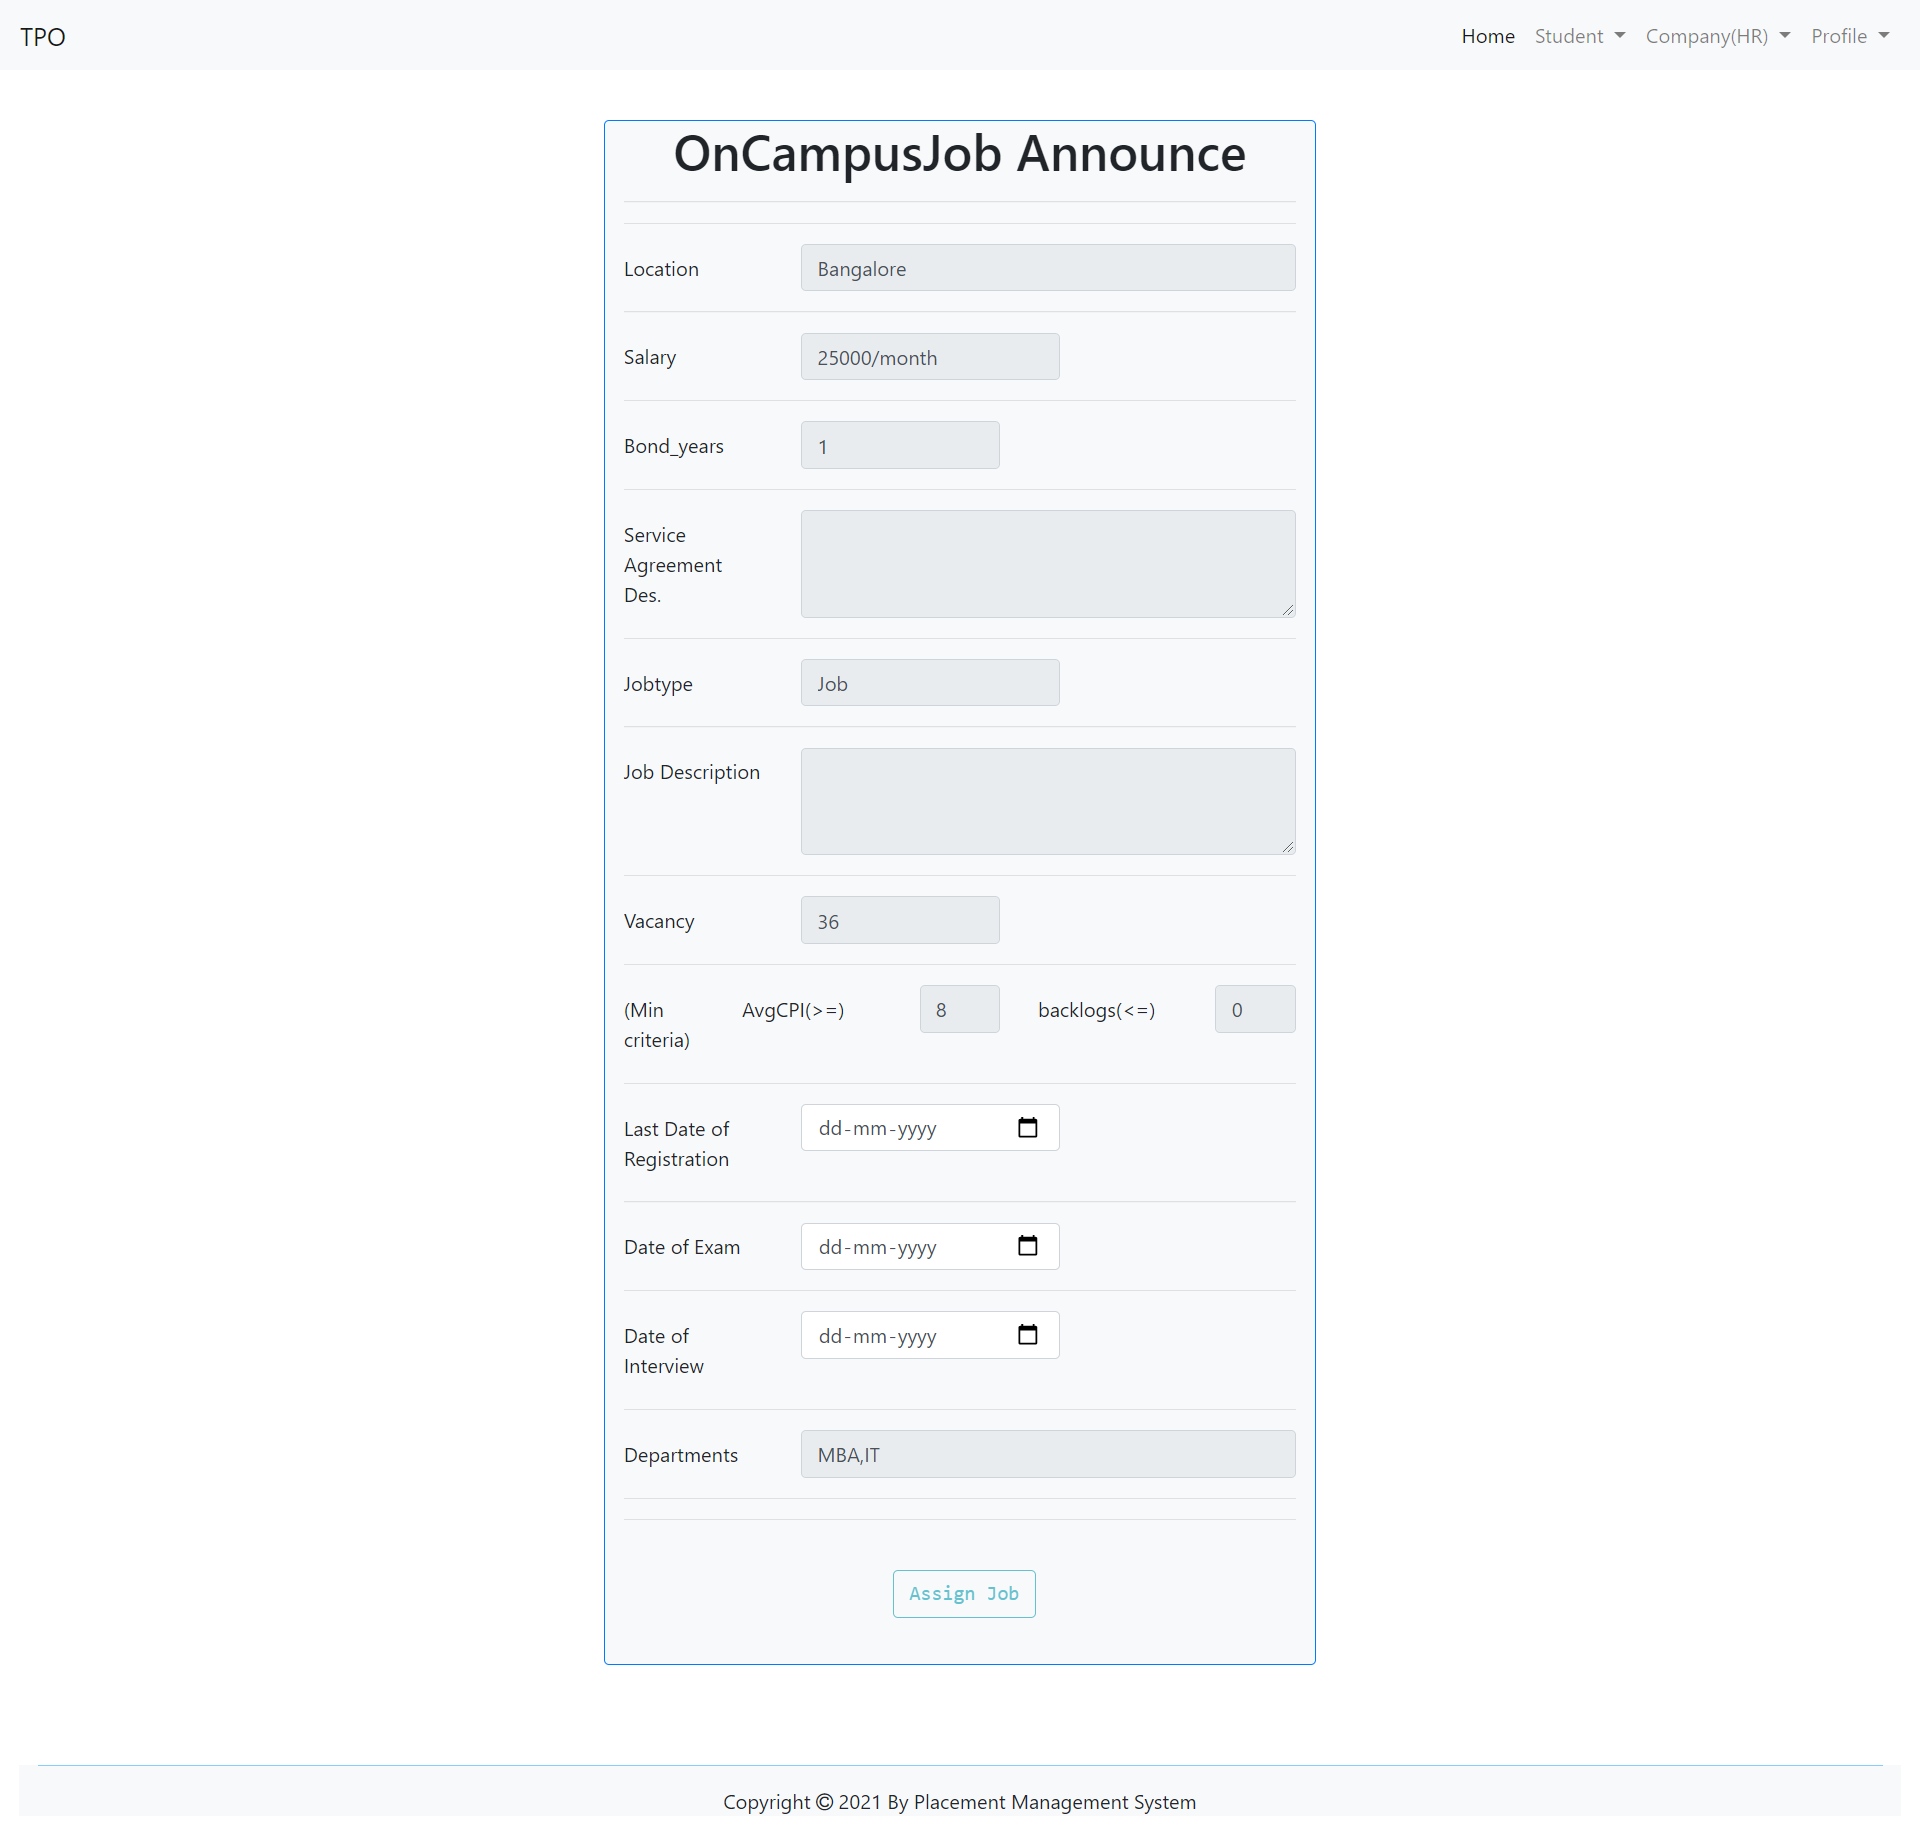 TPO
Home Student Company(HR) Profile
OnCampusJob Announce
Location Bangalore
Salary 25000/month
Bond_years 1
Service
Agreement
Des.
Jobtype Job
Job Description
Vacancy 36
(Min AvgCPI(>=) 8 backlogs(<=) 0
criteria)
Last Date of dd-mm-yyyy
Registration
Date of Exam dd-mm-yyyy
Date of dd-mm-yyyy
Interview
Departments MBA,IT
Assign Job
Copyright © 2021 By Placement Management System